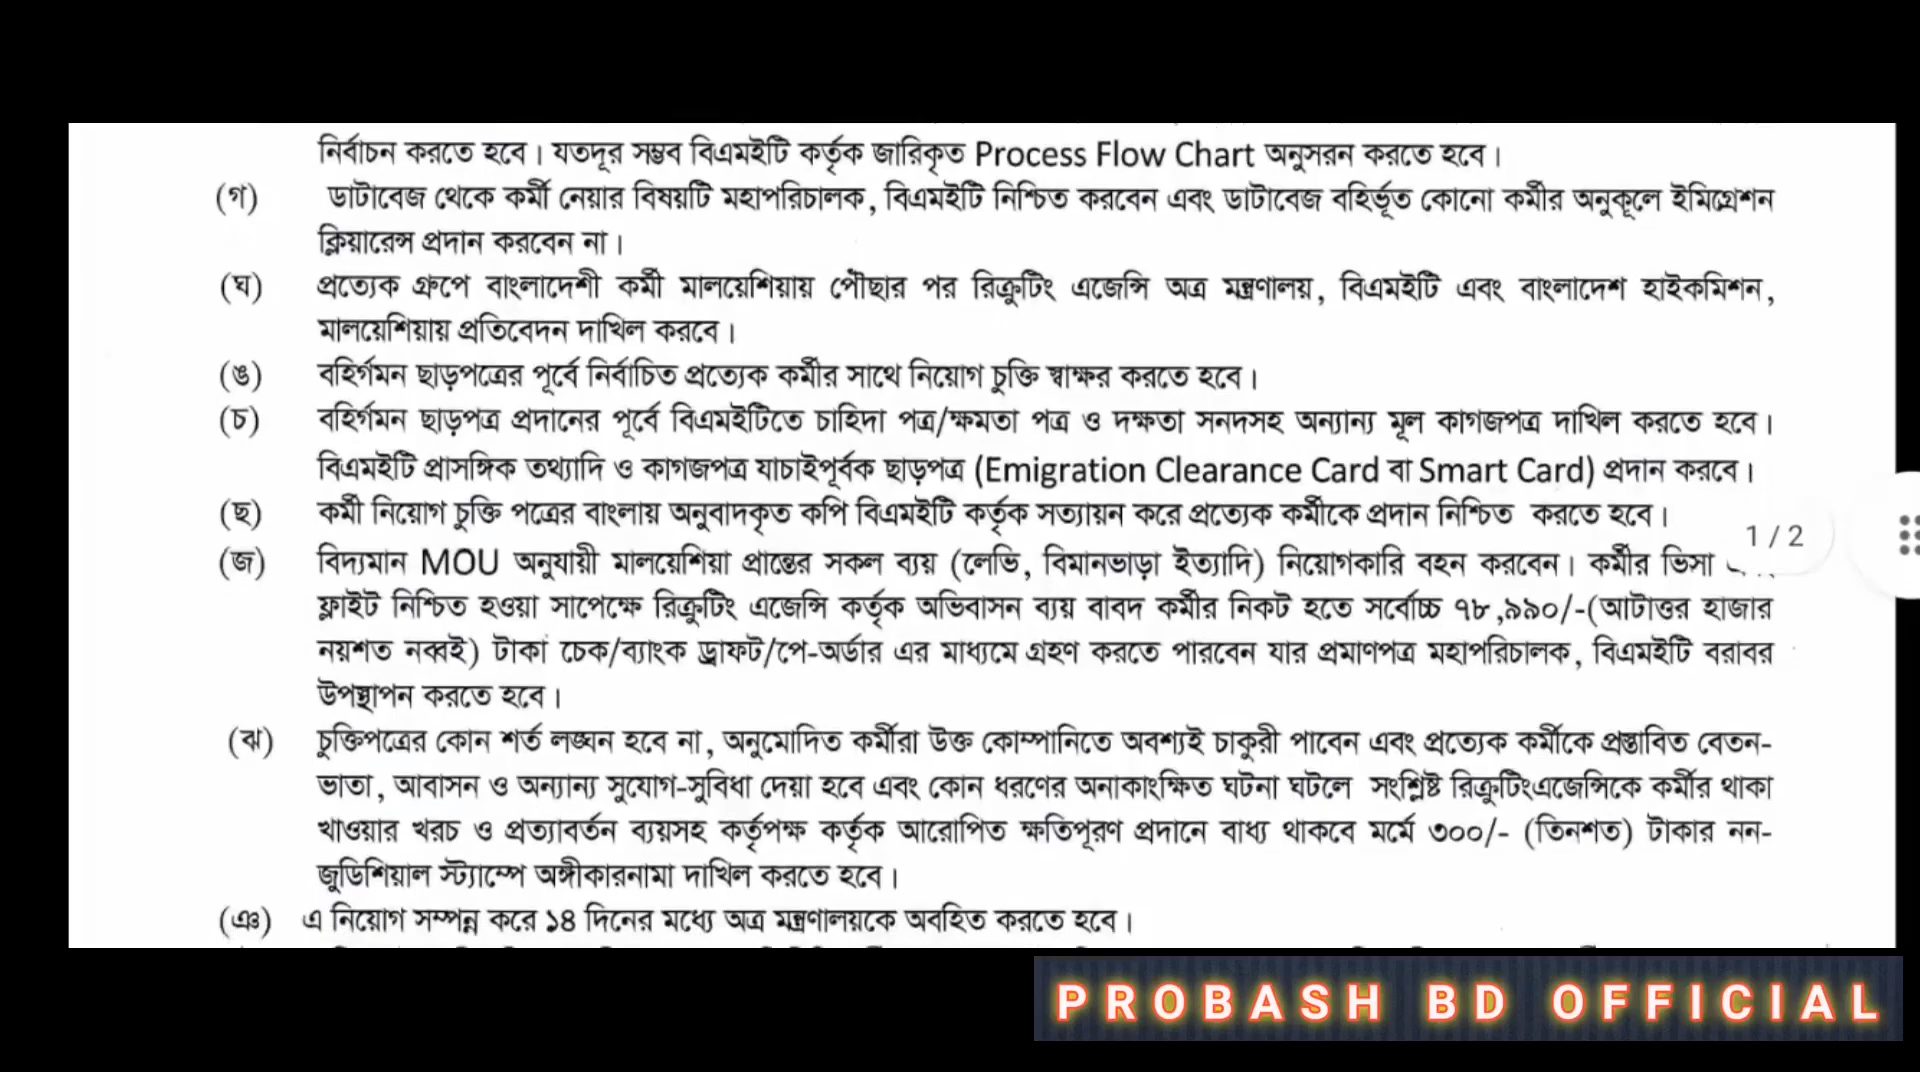 নির্বাচন করতে হবে। যতদূর সম্ভব বিএমইটি কর্তৃক জারিকৃত Process Flow Chart অনুসরন করতে হবে।
(গ) ডাটাবেজ থেকে কর্মী নেয়ার বিষয়টি মহাপরিচালক, বিএমইটি নিশ্চিত করবেন এবং ডাটাবেজ বহির্ভূত কোনো কর্মীর অনুকূলে ইমিগ্রেশন
ক্লিয়ারেন্স প্রদান করবেন না।
(ঘ) প্রত্যেক গ্রুপে বাংলাদেশী কর্মী মালয়েশিয়ায় পৌছার পর রিক্রুটিং এজেন্সি অত্র মন্ত্রণালয়, বিএমইটি এবং বাংলাদেশ হাইকমিশন,
মালয়েশিয়ায় প্রতিবেদন দাখিল করবে।
(ঙ) বহির্গমন ছাড়পত্রের পূর্বে নির্বাচিত প্রত্যেক কর্মীর সাথে নিয়োগ চুক্তি স্বাক্ষর করতে হবে।
(চ) বহির্গমন ছাড়পত্র প্রদানের পূর্বে বিএমইটিতে চাহিদা পত্র/ক্ষমতা পত্র ও দক্ষতা সনদসহ অন্যান্য মূল কাগজপত্র দাখিল করতে হবে।
বিএমইটি প্রাসঙ্গিক তথ্যাদি ও কাগজপত্র যাচাইপূর্বক ছাড়পত্র (Emigration Clearance Card বা Smart Card) প্রদান করবে।
(ছ) কর্মী নিয়োগ চুক্তি পত্রের বাংলায় অনুবাদকৃত কপি বিএমইটি কর্তৃক সত্যায়ন করে প্রত্যেক কর্মীকে প্রদান নিশ্চিত করতে হবে।
1 / 2
(জ) বিদ্যমান MOU অনুযায়ী মালয়েশিয়া প্রান্তের সকল ব্যয় (লেভি, বিমানভাড়া ইত্যাদি) নিয়োগকারি বহন করবেন। কর্মীর ভিসা
ফ্লাইট নিশ্চিত হওয়া সাপেক্ষে রিক্রুটিং এজেন্সি কর্তৃক অভিবাসন ব্যয় বাবদ কর্মীর নিকট হতে সর্বোচ্চ ৭৮,৯৯০/-(আটাত্তর হাজার
নয়শত নব্বই) টাকা চেক/ব্যাংক ড্রাফট/পে-অর্ডার এর মাধ্যমে গ্রহণ করতে পারবেন যার প্রমাণপত্র মহাপরিচালক, বিএমইটি বরাবর
উপস্থাপন করতে হবে।
(ঝ) চুক্তিপত্রের কোন শর্ত লঙ্ঘন হবে না, অনুমোদিত কর্মীরা উক্ত কোম্পানিতে অবশ্যই চাকুরী পাবেন এবং প্রত্যেক কর্মীকে প্রস্তাবিত বেতন-
ভাতা, আবাসন ও অন্যান্য সুযোগ-সুবিধা দেয়া হবে এবং কোন ধরণের অনাকাংক্ষিত ঘটনা ঘটলে সংশ্লিষ্ট রিক্রুটিংএজেন্সিকে কর্মীর থাকা
খাওয়ার খরচ ও প্রত্যাবর্তন ব্যয়সহ কর্তৃপক্ষ কর্তৃক আরোপিত ক্ষতিপূরণ প্রদানে বাধ্য থাকবে মর্মে ৩০০/- (তিনশত) টাকার নন-
জুডিশিয়াল স্ট্যাম্পে অঙ্গীকারনামা দাখিল করতে হবে।
(ঞ) এ নিয়োগ সম্পন্ন করে ১৪ দিনের মধ্যে অত্র মন্ত্রণালয়কে অবহিত করতে হবে।
PROBASH BD OFFICIAL